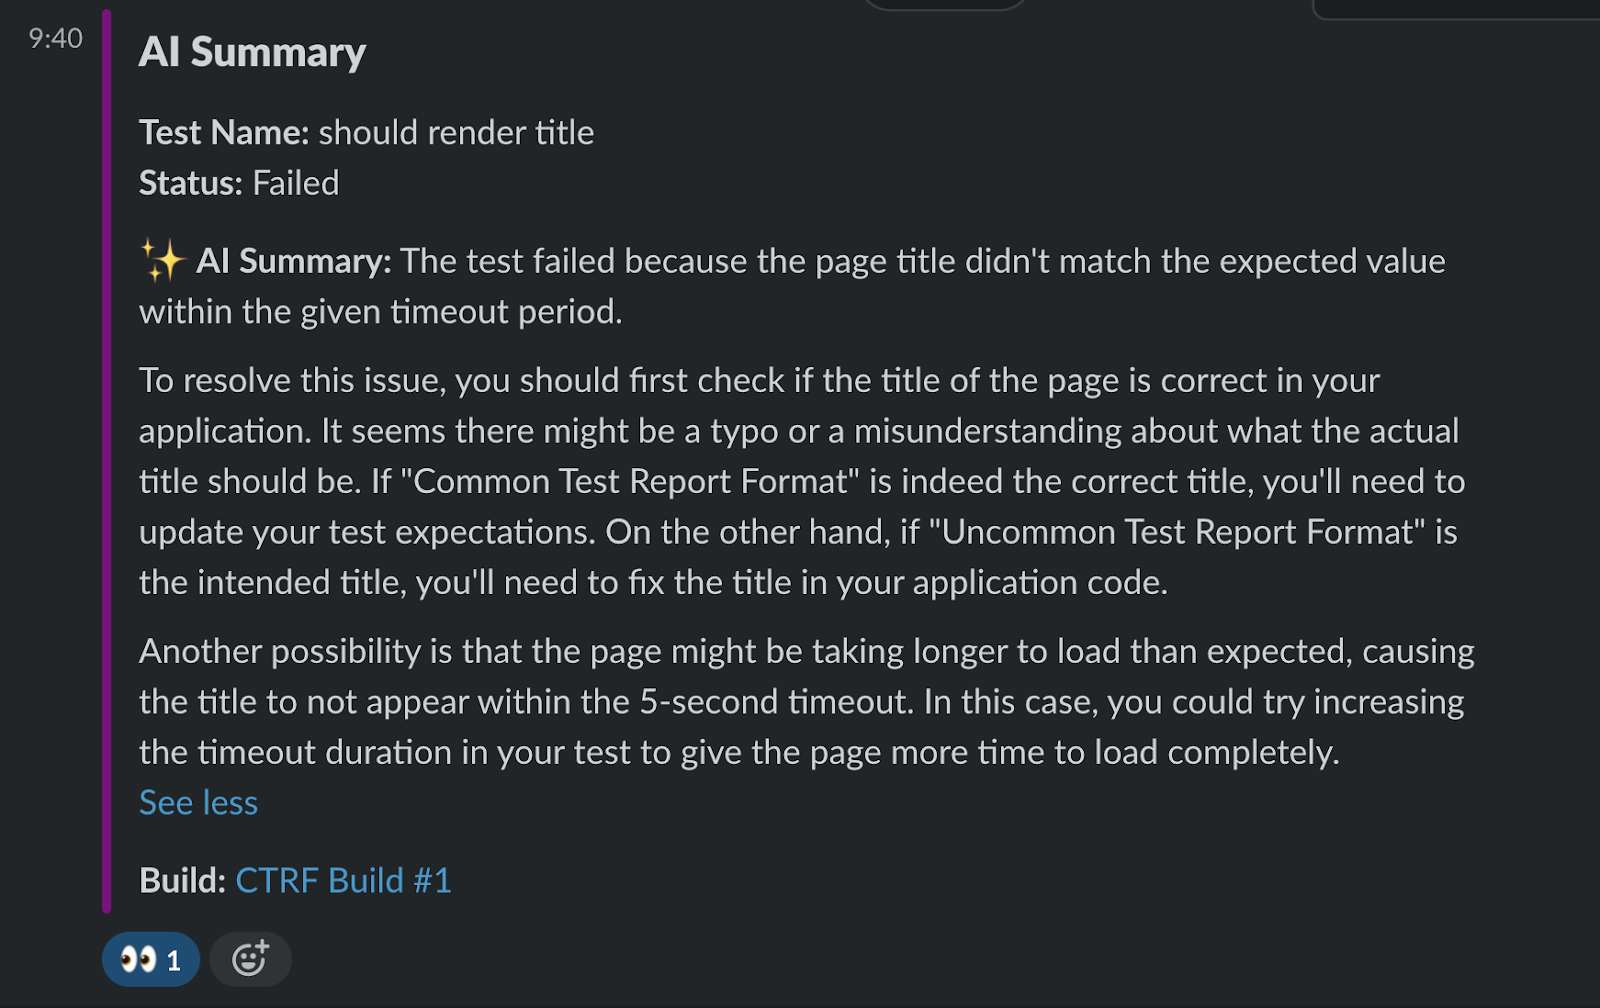 9:40
AI Summary
Test Name: should render title
Status: Failed
✨ AI Summary: The test failed because the page title didn't match the expected value
within the given timeout period.
To resolve this issue, you should first check if the title of the page is correct in your
application. It seems there might be a typo or a misunderstanding about what the actual
title should be. If "Common Test Report Format" is indeed the correct title, you'll need to
update your test expectations. On the other hand, if "Uncommon Test Report Format" is
the intended title, you'll need to fix the title in your application code.
Another possibility is that the page might be taking longer to load than expected, causing
the title to not appear within the 5-second timeout. In this case, you could try increasing
the timeout duration in your test to give the page more time to load completely.
See less
Build: CTRF Build #1
👀 1